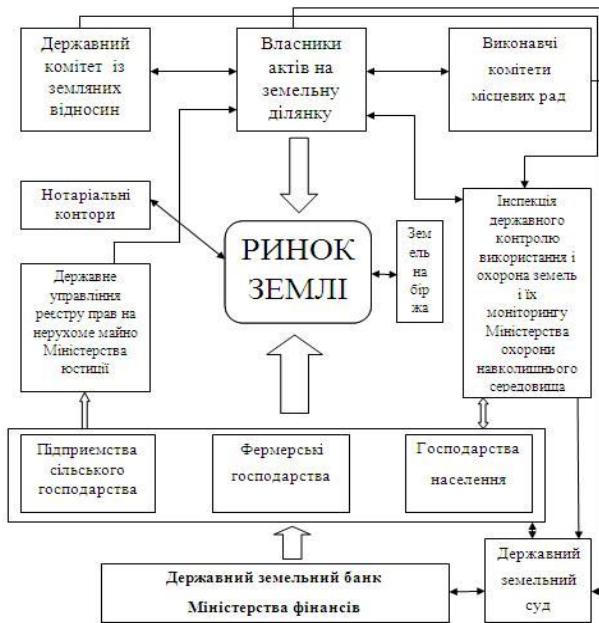 Державний
комітет із
земляних
відносин
Власники
актів на
земельну
ділянку
Виконавчі
комітети
місцевих рад
Нотаріальні
контори
РИНОК
ЗЕМЛІ
Зем
ель на
бір
жа
Інспекція
державного
контролю
використання і
охорона земель
і їх
моніторингу
Міністерства
охорони
навколишнього
середовища
Державне
управління
реєстру прав на
нерухоме майно
Міністерства
юстиції
Підприємства
сільського
господарства
Фермерські
господарства
Господарства
населення
Державний земельний банк
Міністерства фінансів
Державний
земельний
суд